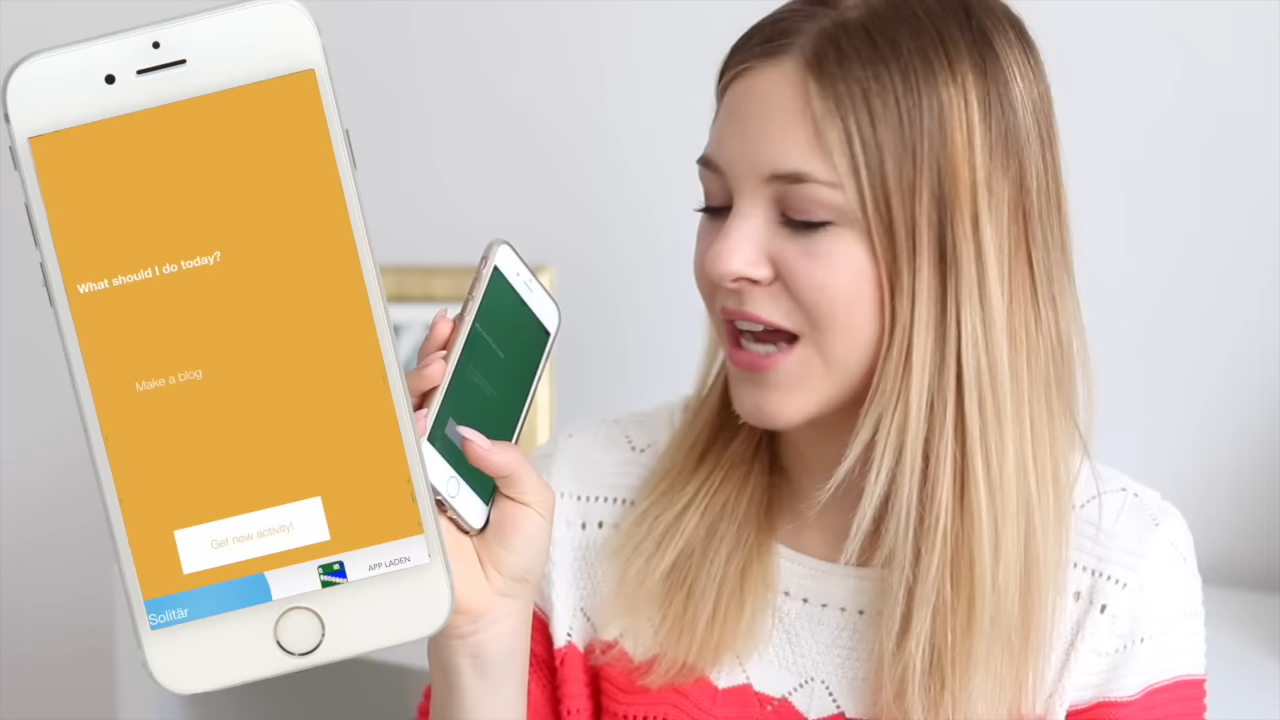 What should I do today?
Make a blog
Get new activity!
Solitär
APP LADEN